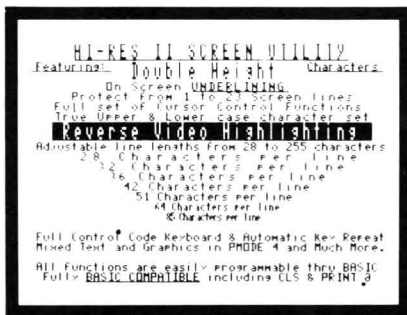 HI-RES II SCREEN UTILITY
Featuring: Double Height Characters
On Screen UNDERLINING
Protect from 1 to 23 Screen lines
Full set of Cursor Control Functions
True Upper & Lower case character set
Reverse Video Highlighting
Adjustable line lengths from 28 to 255 characters
28 Characters per line
32 Characters per line
36 Characters per line
42 Characters per line
51 Characters per line
64 Characters per line
85 Characters per line
Full Control Code Keyboard & Automatic Key Repeat
Mixed Text and Graphics in PMODE 4 and Much More.
All functions are easily programmable thru BASIC
Fully BASIC COMPATIBLE including CLS & PRINT @